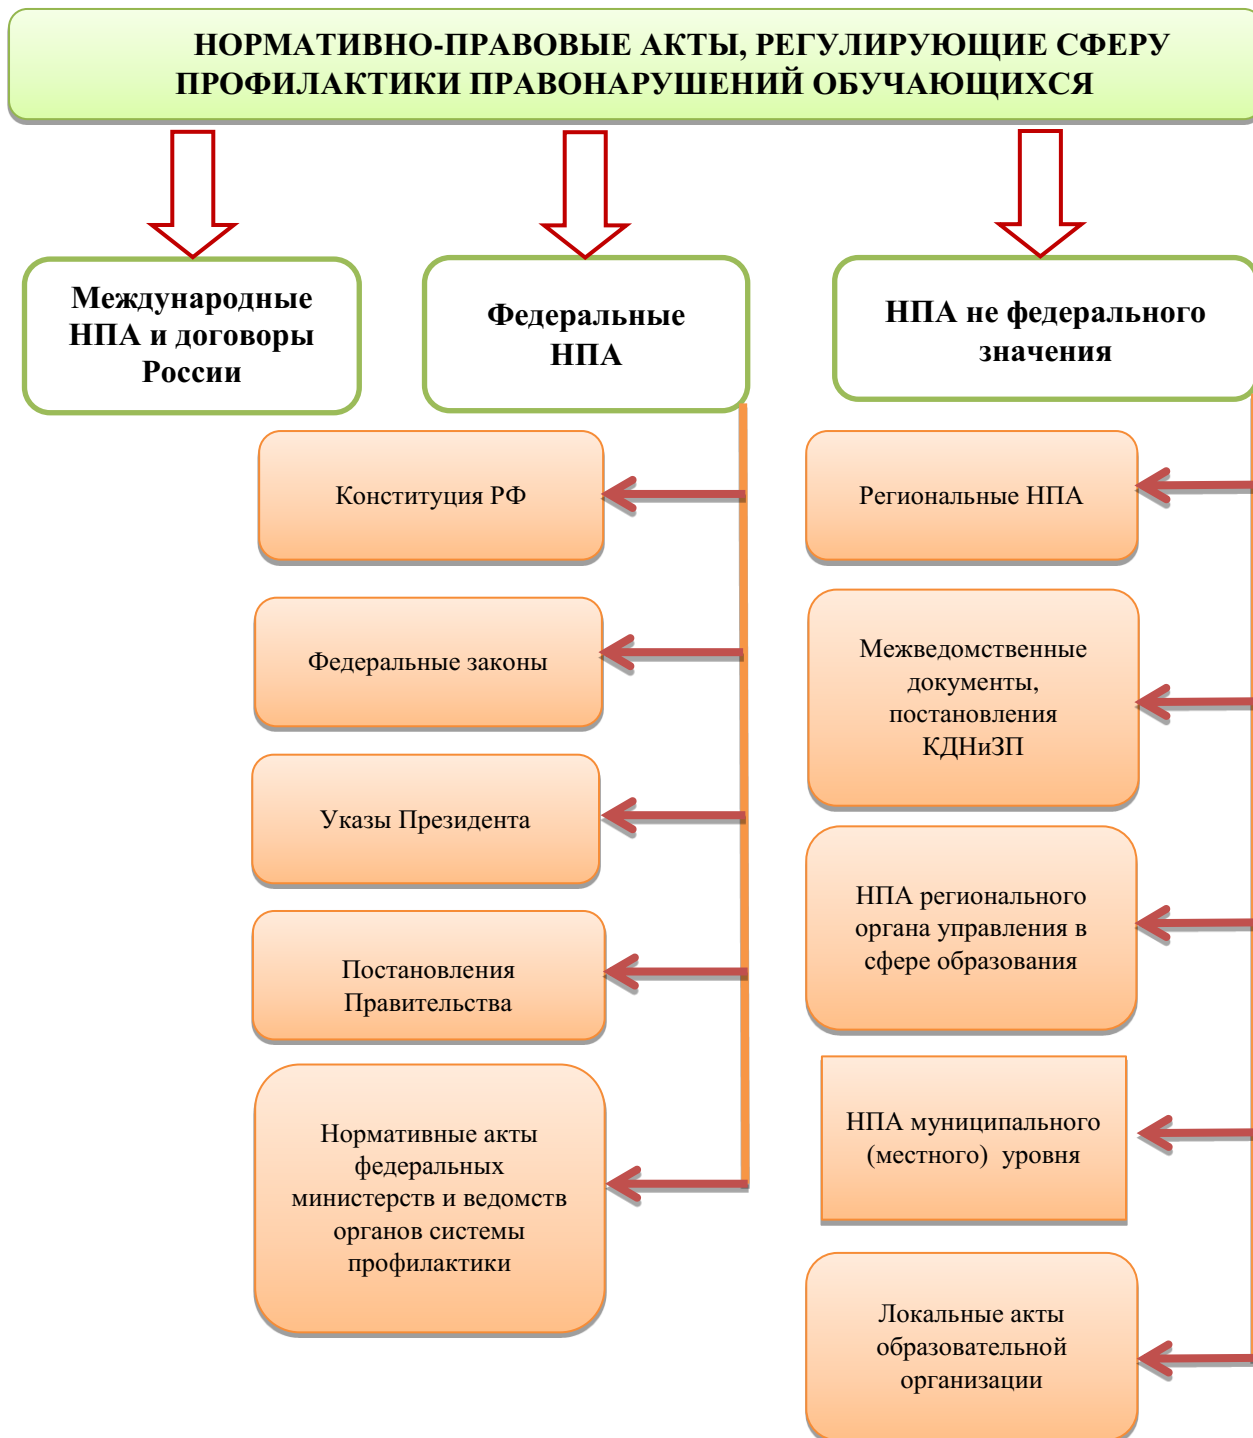 НОРМАТИВНО-ПРАВОВЫЕ АКТЫ, РЕГУЛИРУЮЩИЕ СФЕРУ
ПРОФИЛАКТИКИ ПРАВОНАРУШЕНИЙ ОБУЧАЮЩИХСЯ
Международные
НПА и договоры
России
Федеральные
НПА
НПА не федерального
значения
Конституция РФ
Федеральные законы
Указы Президента
Постановления
Правительства
Нормативные акты
федеральных
министерств и ведомств
органов системы
профилактики
Региональные НПА
Межведомственные
документы,
постановления
КДНиЗП
НПА регионального
органа управления в
сфере образования
НПА муниципального
(местного) уровня
Локальные акты
образовательной
организации